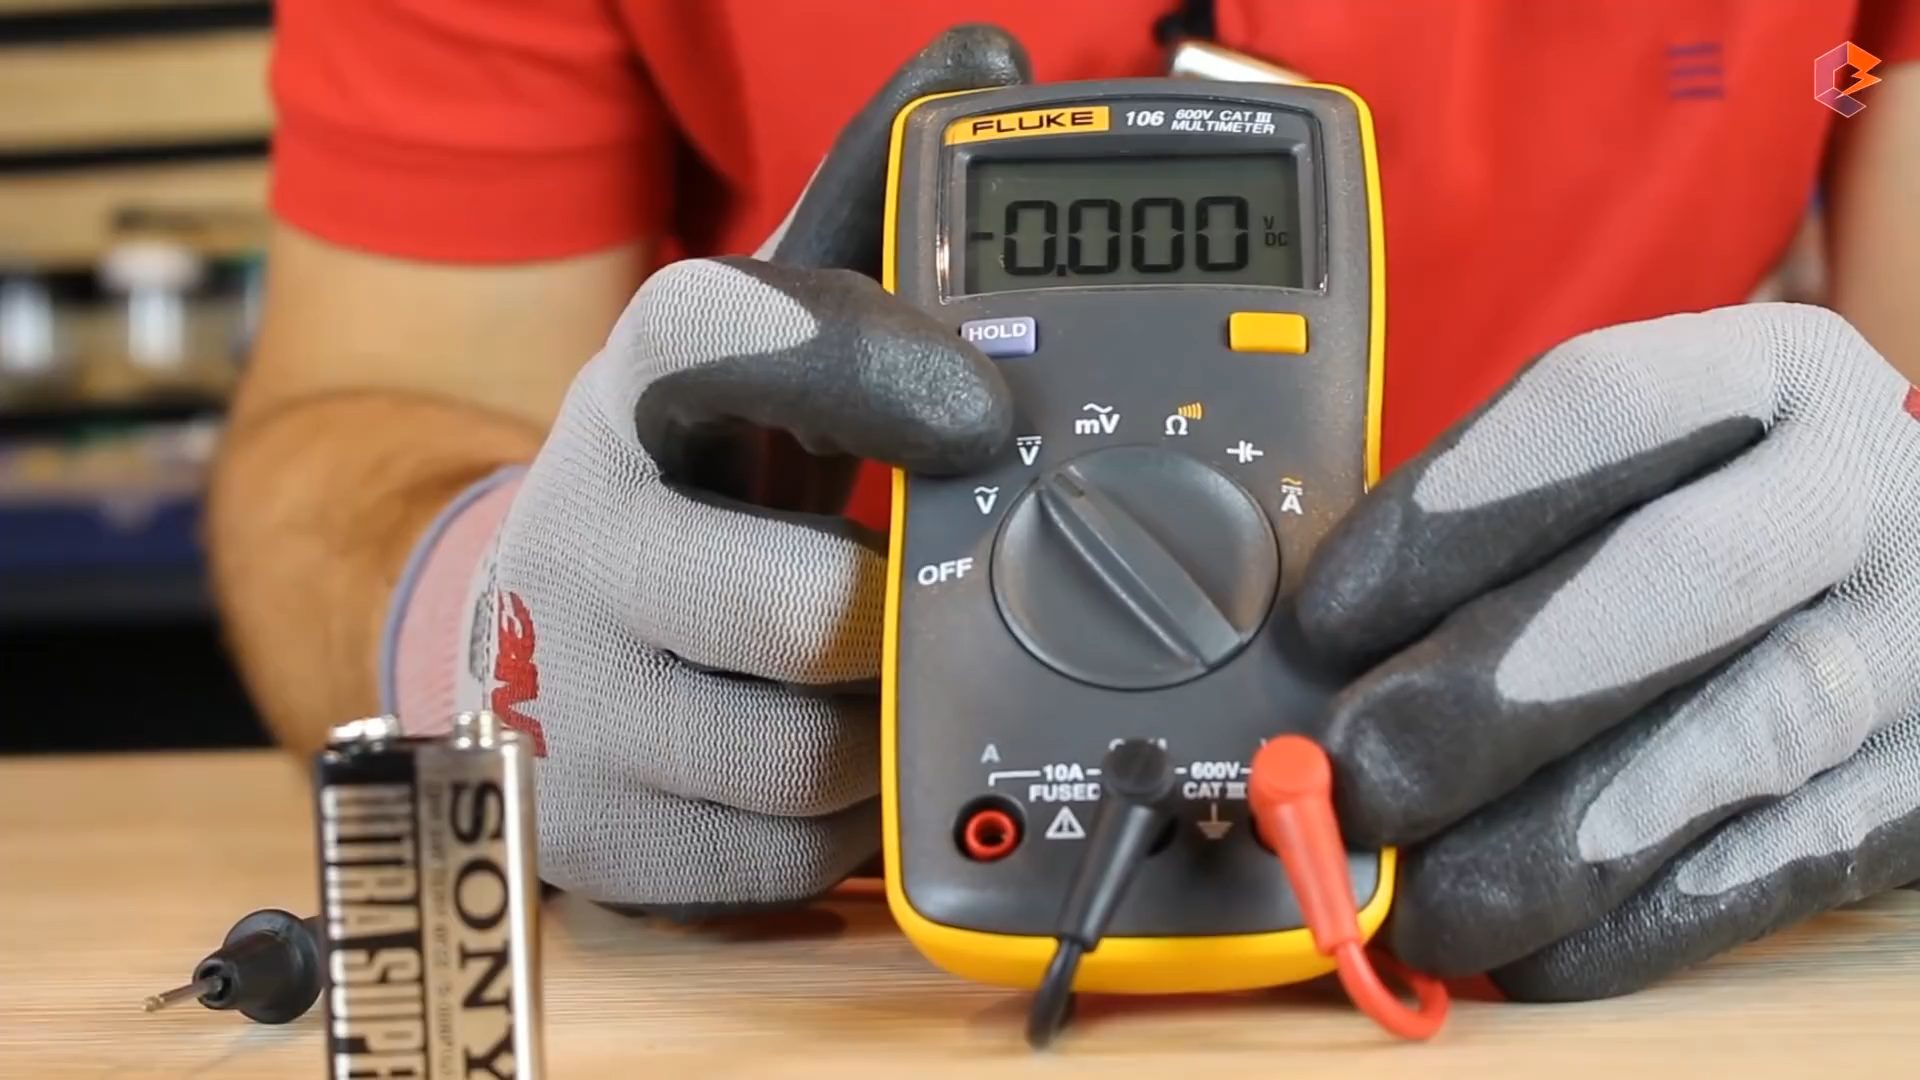 FLUKE 106 600V CAT III
MULTIMETER
-0.000 V
DC
HOLD
mV
Ω
V
V
A
OFF
A
10A
600V
FUSED
CAT III
3M
SONY
ULTRA